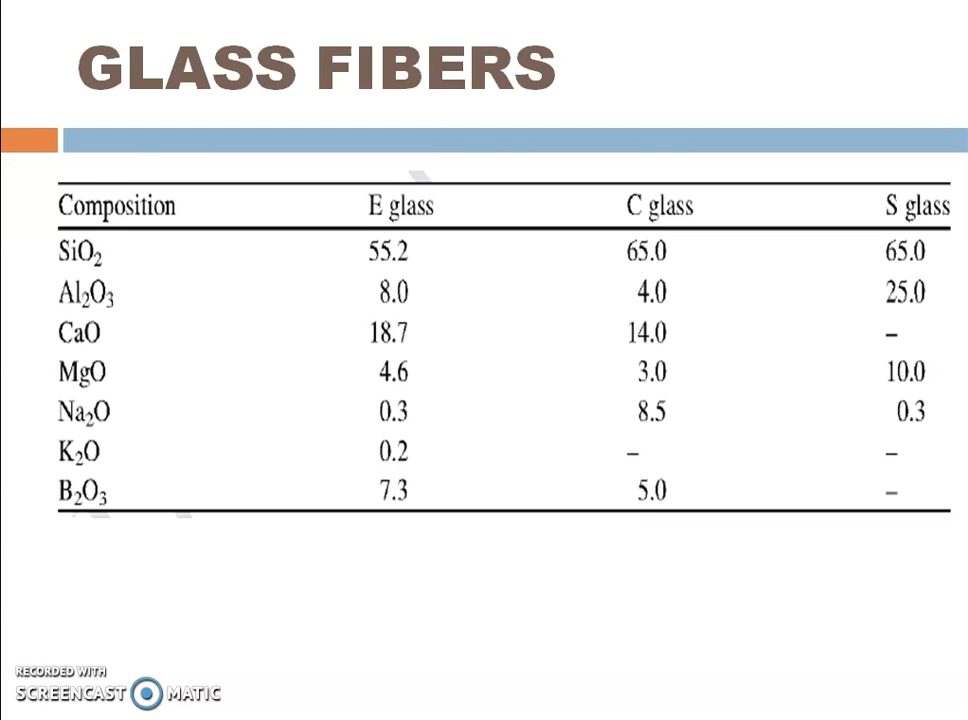 GLASS FIBERS
Composition E glass C glass S glass
SiO₂ 55.2 65.0 65.0
Al₂O₃ 8.0 4.0 25.0
CaO 18.7 14.0 –
MgO 4.6 3.0 10.0
Na₂O 0.3 8.5 0.3
K₂O 0.2 – –
B₂O₃ 7.3 5.0 –
RECORDED WITH
SCREENCAST MATIC